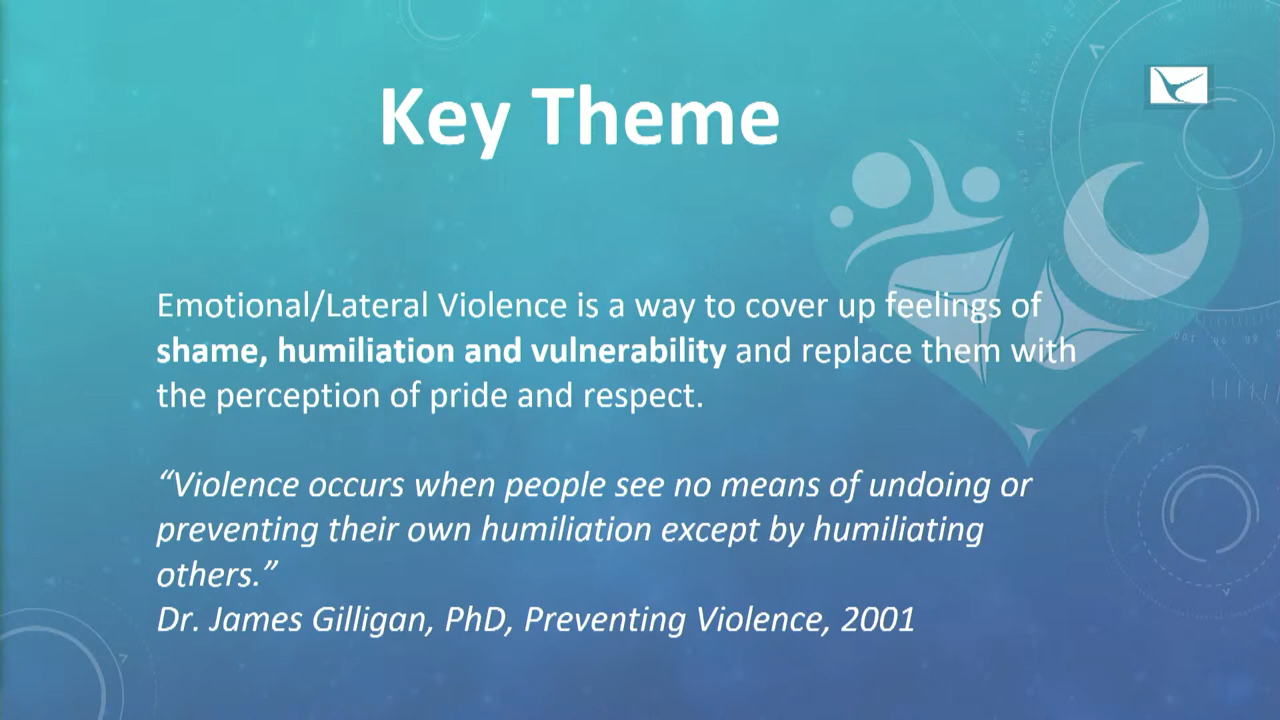 Key Theme
Emotional/Lateral Violence is a way to cover up feelings of
shame, humiliation and vulnerability and replace them with
the perception of pride and respect.
“Violence occurs when people see no means of undoing or
preventing their own humiliation except by humiliating
others.”
Dr. James Gilligan, PhD, Preventing Violence, 2001